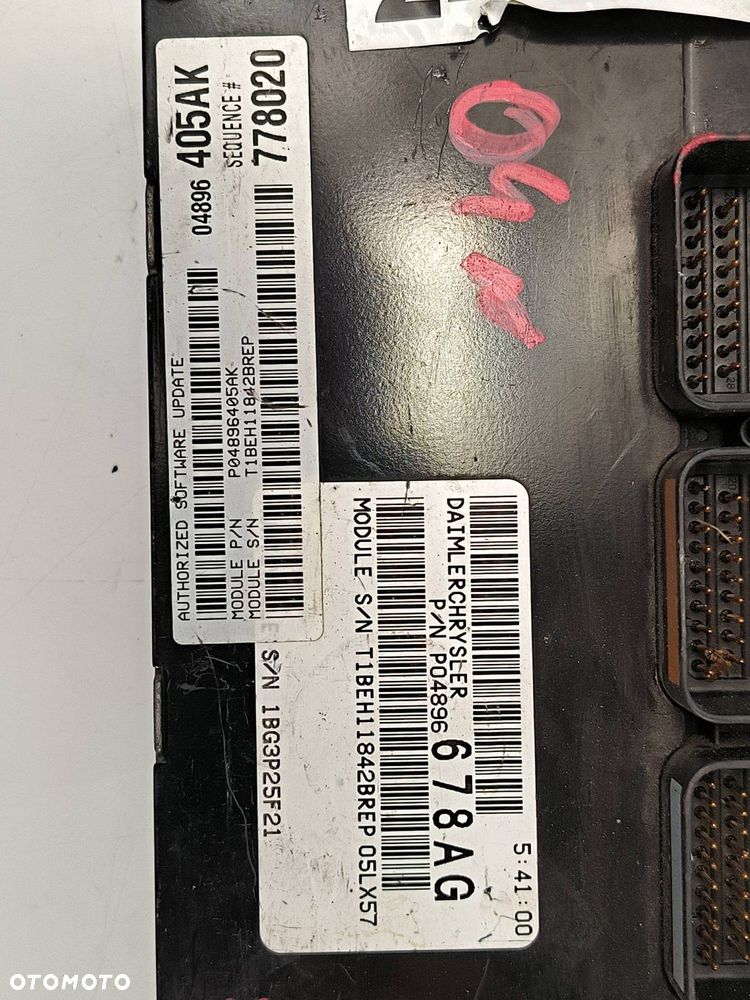 04896 405AK
SEQUENCE #
778020
AUTHORIZED SOFTWARE UPDATE
MODULE P/N P04896405AK
MODULE S/N T1BEH11842BREP
5:41:00
DAIMLERCHRYSLER
P/N P04896 678AG
MODULE S/N T1BEH11842BREP 05LX57
E S/N 1BG3P25F21
OTOMOTO